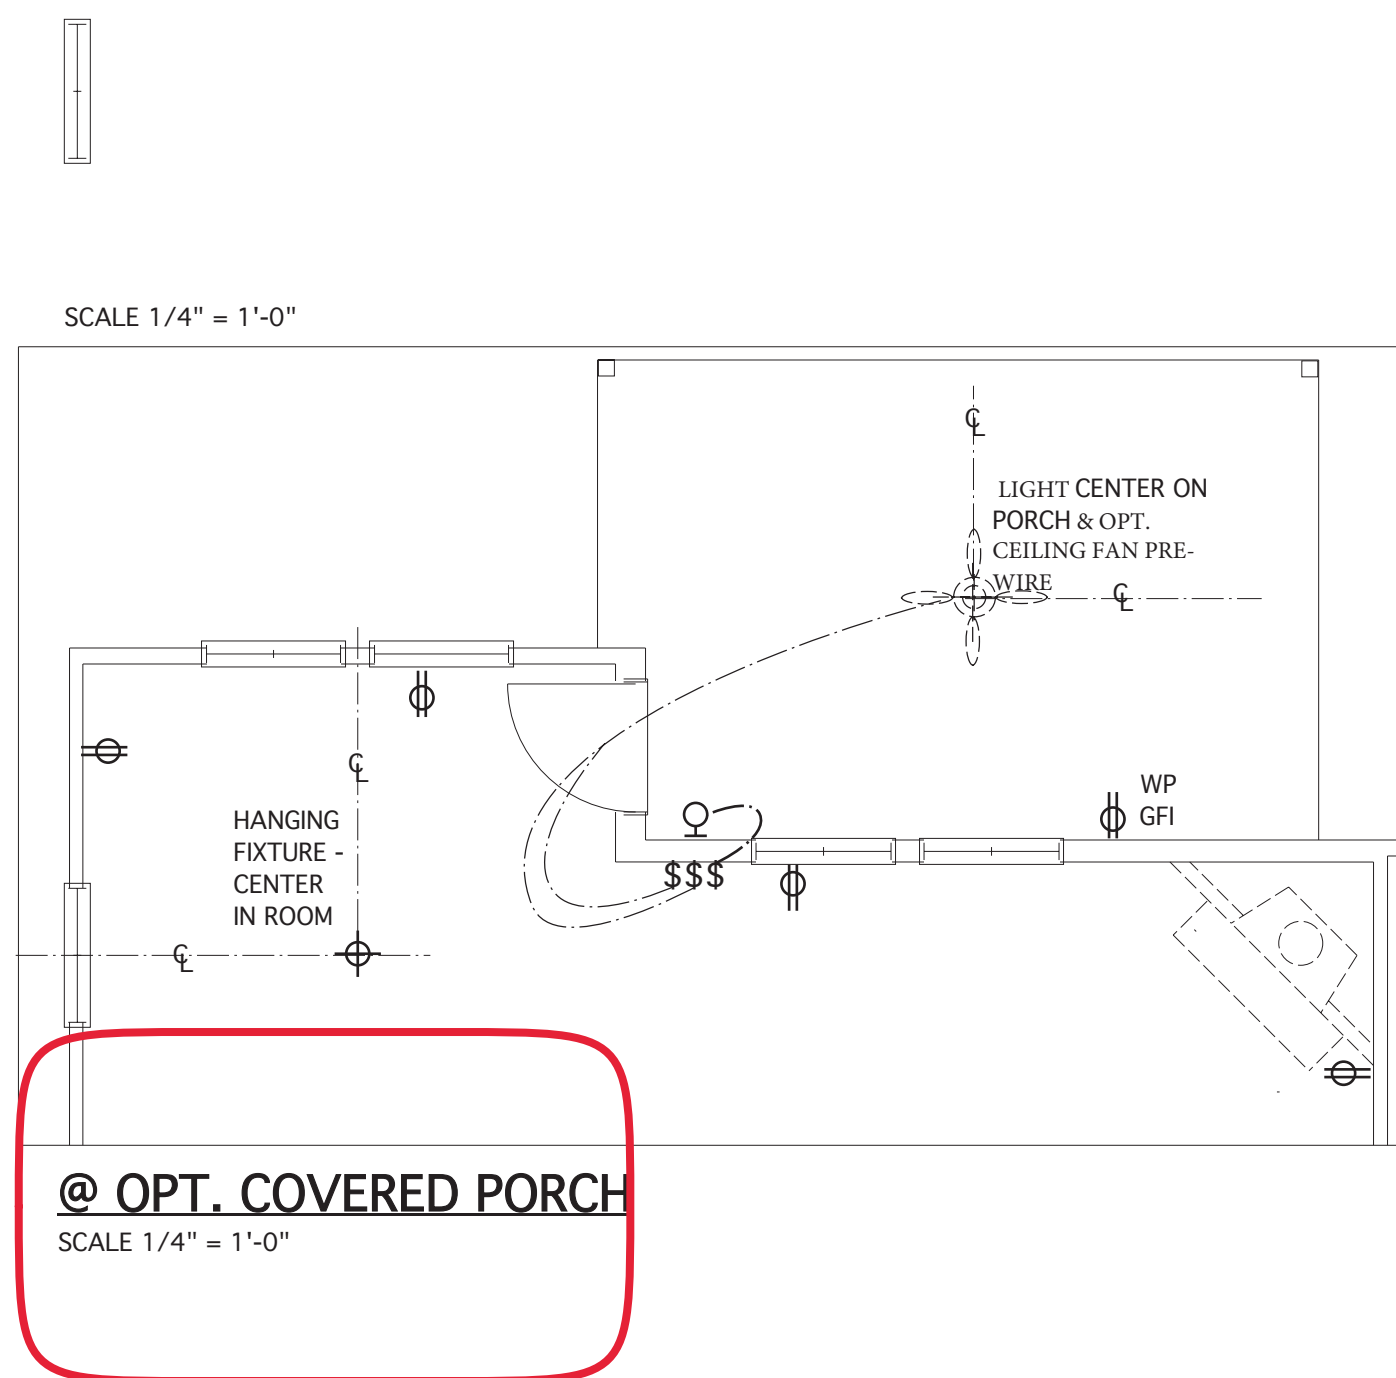 SCALE 1/4" = 1'-0"
℄
LIGHT CENTER ON
PORCH & OPT.
CEILING FAN PRE-
WIRE
℄
℄
WP
GFI
HANGING
FIXTURE -
CENTER
IN ROOM
$$$
℄
@ OPT. COVERED PORCH
SCALE 1/4" = 1'-0"